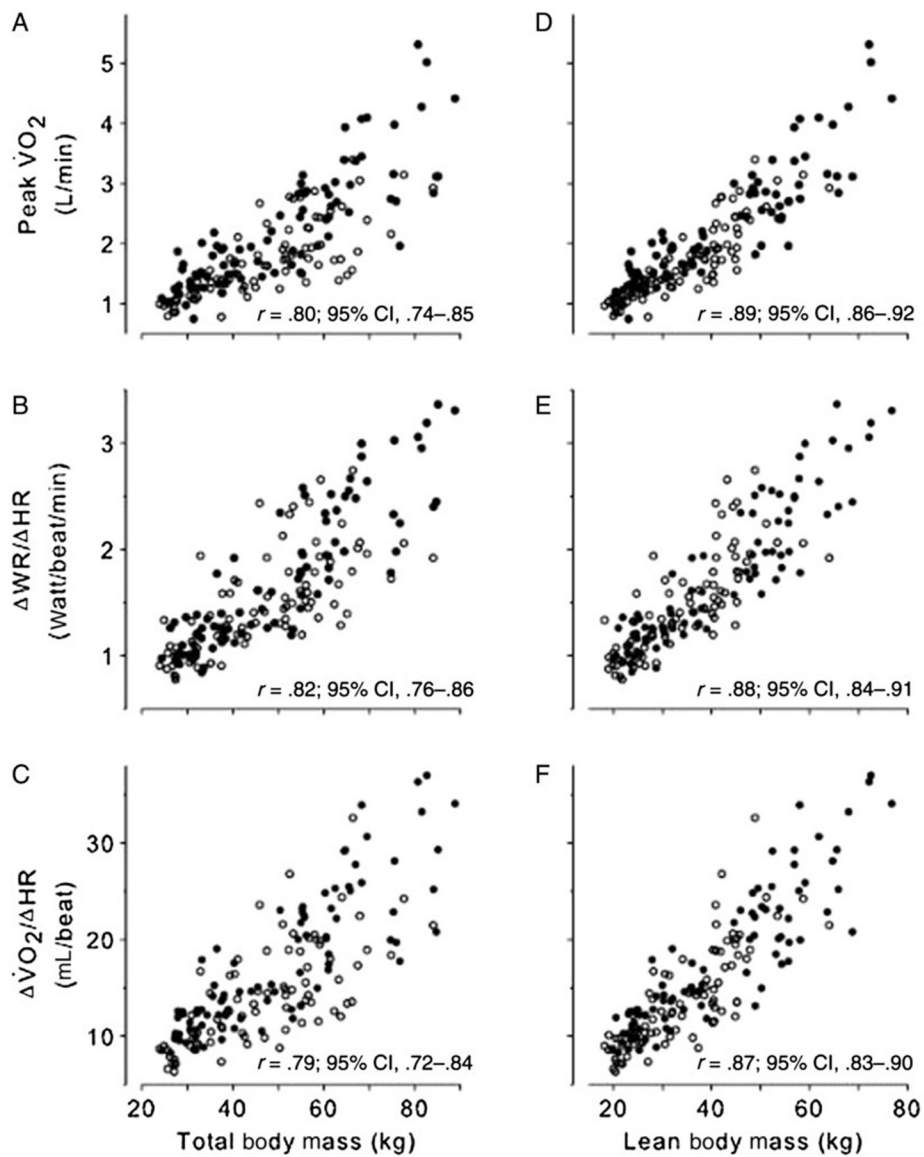 A
5
4
3
2
1
Peak V̇O2
(L/min)
r = .80; 95% CI, .74–.85
D
r = .89; 95% CI, .86–.92
B
3
2
1
ΔWR/ΔHR
(Watt/beat/min)
r = .82; 95% CI, .76–.86
E
r = .88; 95% CI, .84–.91
C
30
20
10
ΔV̇O2/ΔHR
(mL/beat)
r = .79; 95% CI, .72–.84
20 40 60 80
Total body mass (kg)
F
r = .87; 95% CI, .83–.90
20 40 60 80
Lean body mass (kg)